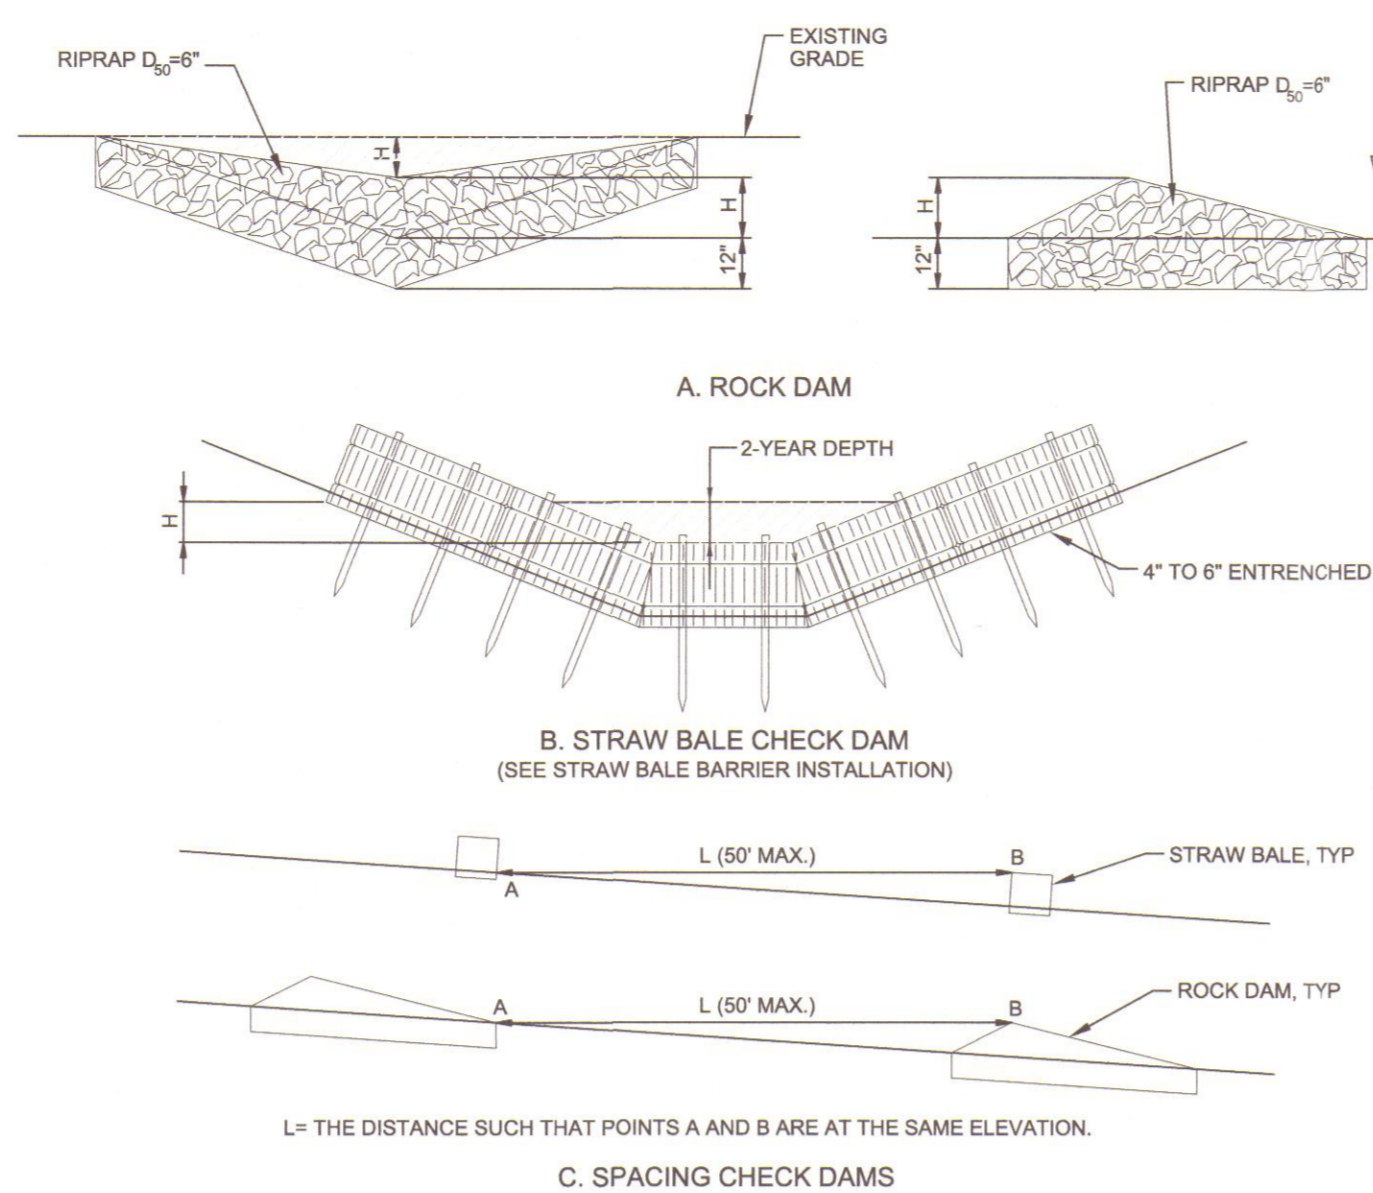 RIPRAP D50=6"
EXISTING
GRADE
RIPRAP D50=6"
H
H
12"
H
12"
A. ROCK DAM
2-YEAR DEPTH
H
4" TO 6" ENTRENCHED
B. STRAW BALE CHECK DAM
(SEE STRAW BALE BARRIER INSTALLATION)
L (50' MAX.)
B
STRAW BALE, TYP
A
A
L (50' MAX.)
B
ROCK DAM, TYP
L= THE DISTANCE SUCH THAT POINTS A AND B ARE AT THE SAME ELEVATION.
C. SPACING CHECK DAMS